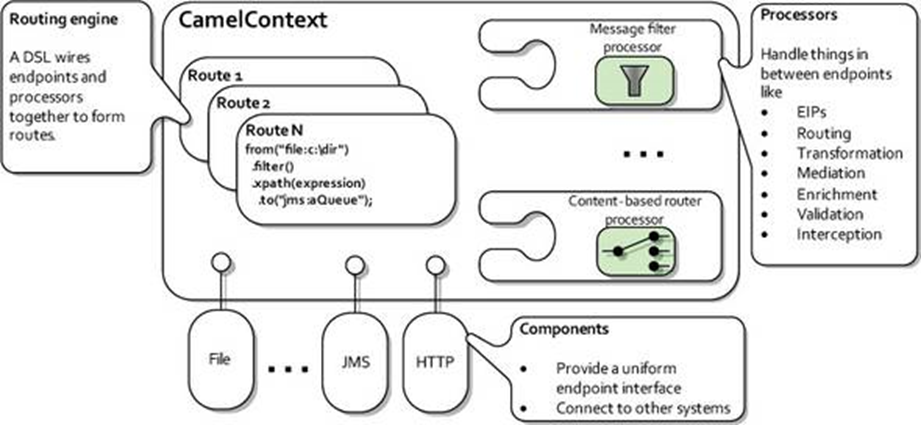 Routing engine
A DSL wires
endpoints and
processors
together to form
routes.
CamelContext
Route 1
Route 2
Route N
from("file:c:\dir")
.filter()
.xpath(expression)
.to("jms:aQueue");
Message filter
processor
...
Content-based router
processor
Processors
Handle things in
between endpoints
like
• EIPs
• Routing
• Transformation
• Mediation
• Enrichment
• Validation
• Interception
File
...
JMS
HTTP
Components
• Provide a uniform
endpoint interface
• Connect to other systems